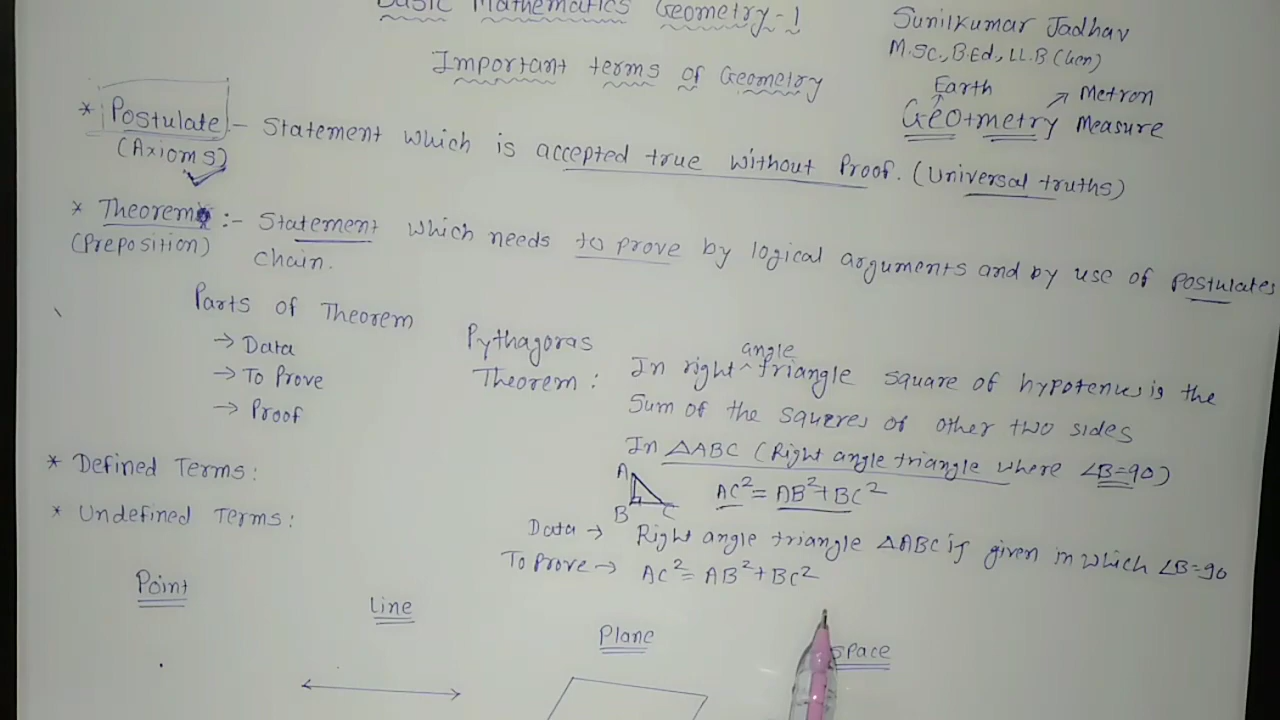 Basic Mathematics Geometry-1
Sunilkumar Jadhav
M.Sc., B.Ed., LL.B (Gen)
Important terms of Geometry
Earth
Metron
Geo+metry Measure
* Postulate:- Statement which is accepted true without Proof. (Universal truths)
(Axioms)
* Theorem :- Statement which needs to prove by logical arguments and by use of postulates
(Preposition) chain.
Parts of Theorem
→ Data
→ To Prove
→ Proof
Pythagoras
Theorem :
angle
In right ^ triangle square of hypotenus is the
Sum of the squeres of other two sides
In △ABC (Right angle triangle where ∠B=90)
A
B C
AC²= AB²+BC²
* Defined Terms:
* Undefined Terms:
Data → Right angle triangle △ABC is given in which ∠B=90
To Prove → AC²= AB²+BC²
Point
Line
Plane
Space